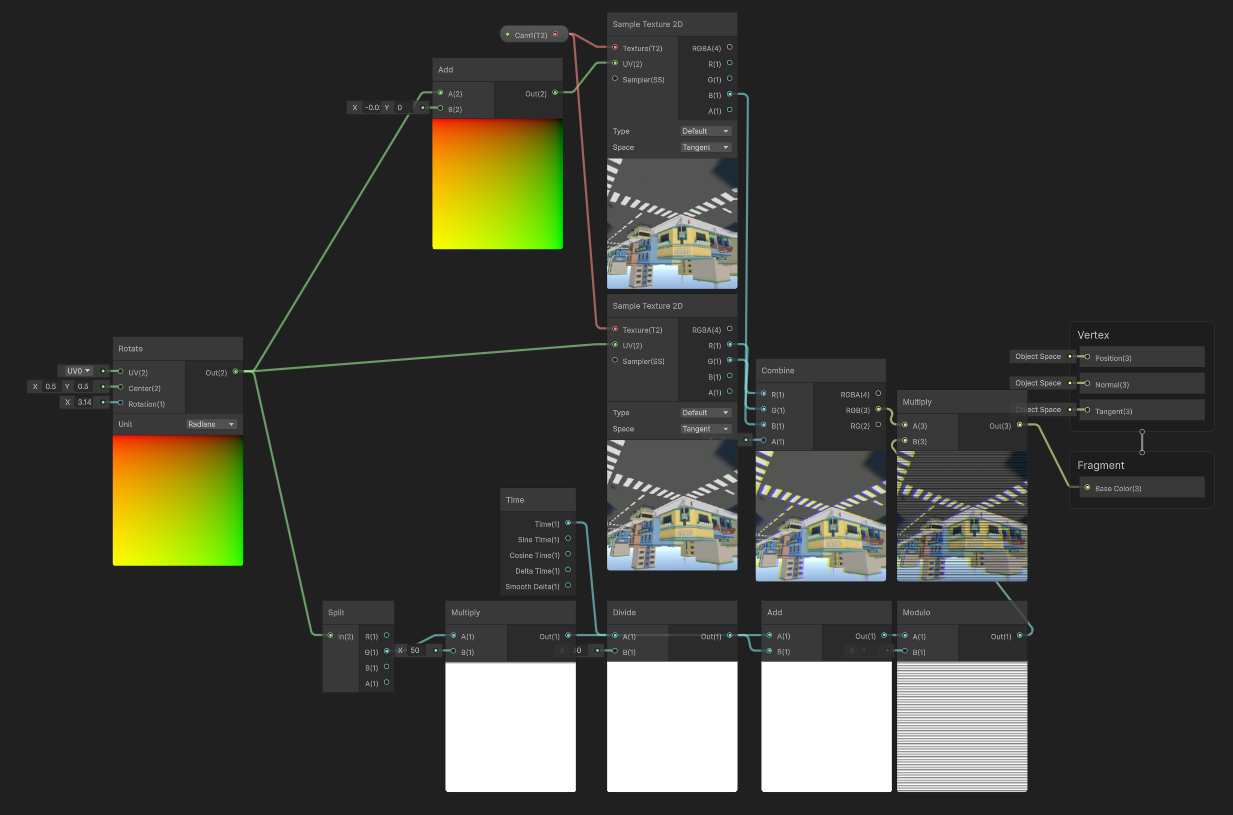 Cam1(T2)
Sample Texture 2D
Texture(T2) RGBA(4)
UV(2) R(1)
Sampler(SS) G(1)
B(1)
A(1)
Type Default
Space Tangent
Add
A(2) Out(2)
X -0.0 Y 0 B(2)
Sample Texture 2D
Texture(T2) RGBA(4)
UV(2) R(1)
Sampler(SS) G(1)
B(1)
A(1)
Type Default
Space Tangent
Rotate
UV0 UV(2) Out(2)
X 0.5 Y 0.5 Center(2)
X 3.14 Rotation(1)
Unit Radians
Combine
R(1) RGBA(4)
G(1) RGB(3)
B(1) RG(2)
A(1)
Multiply
A(3) Out(3)
B(3)
Vertex
Object Space Position(3)
Object Space Normal(3)
Object Space Tangent(3)
Fragment
Base Color(3)
Time
Time(1)
Sine Time(1)
Cosine Time(1)
Delta Time(1)
Smooth Delta(1)
Split
In(2) R(1)
G(1)
B(1)
A(1)
Multiply
A(1) Out(1)
X 50 B(1)
Divide
A(1) Out(1)
X B(1)
Add
A(1) Out(1)
B(1)
Modulo
A(1) Out(1)
X 1 B(1)